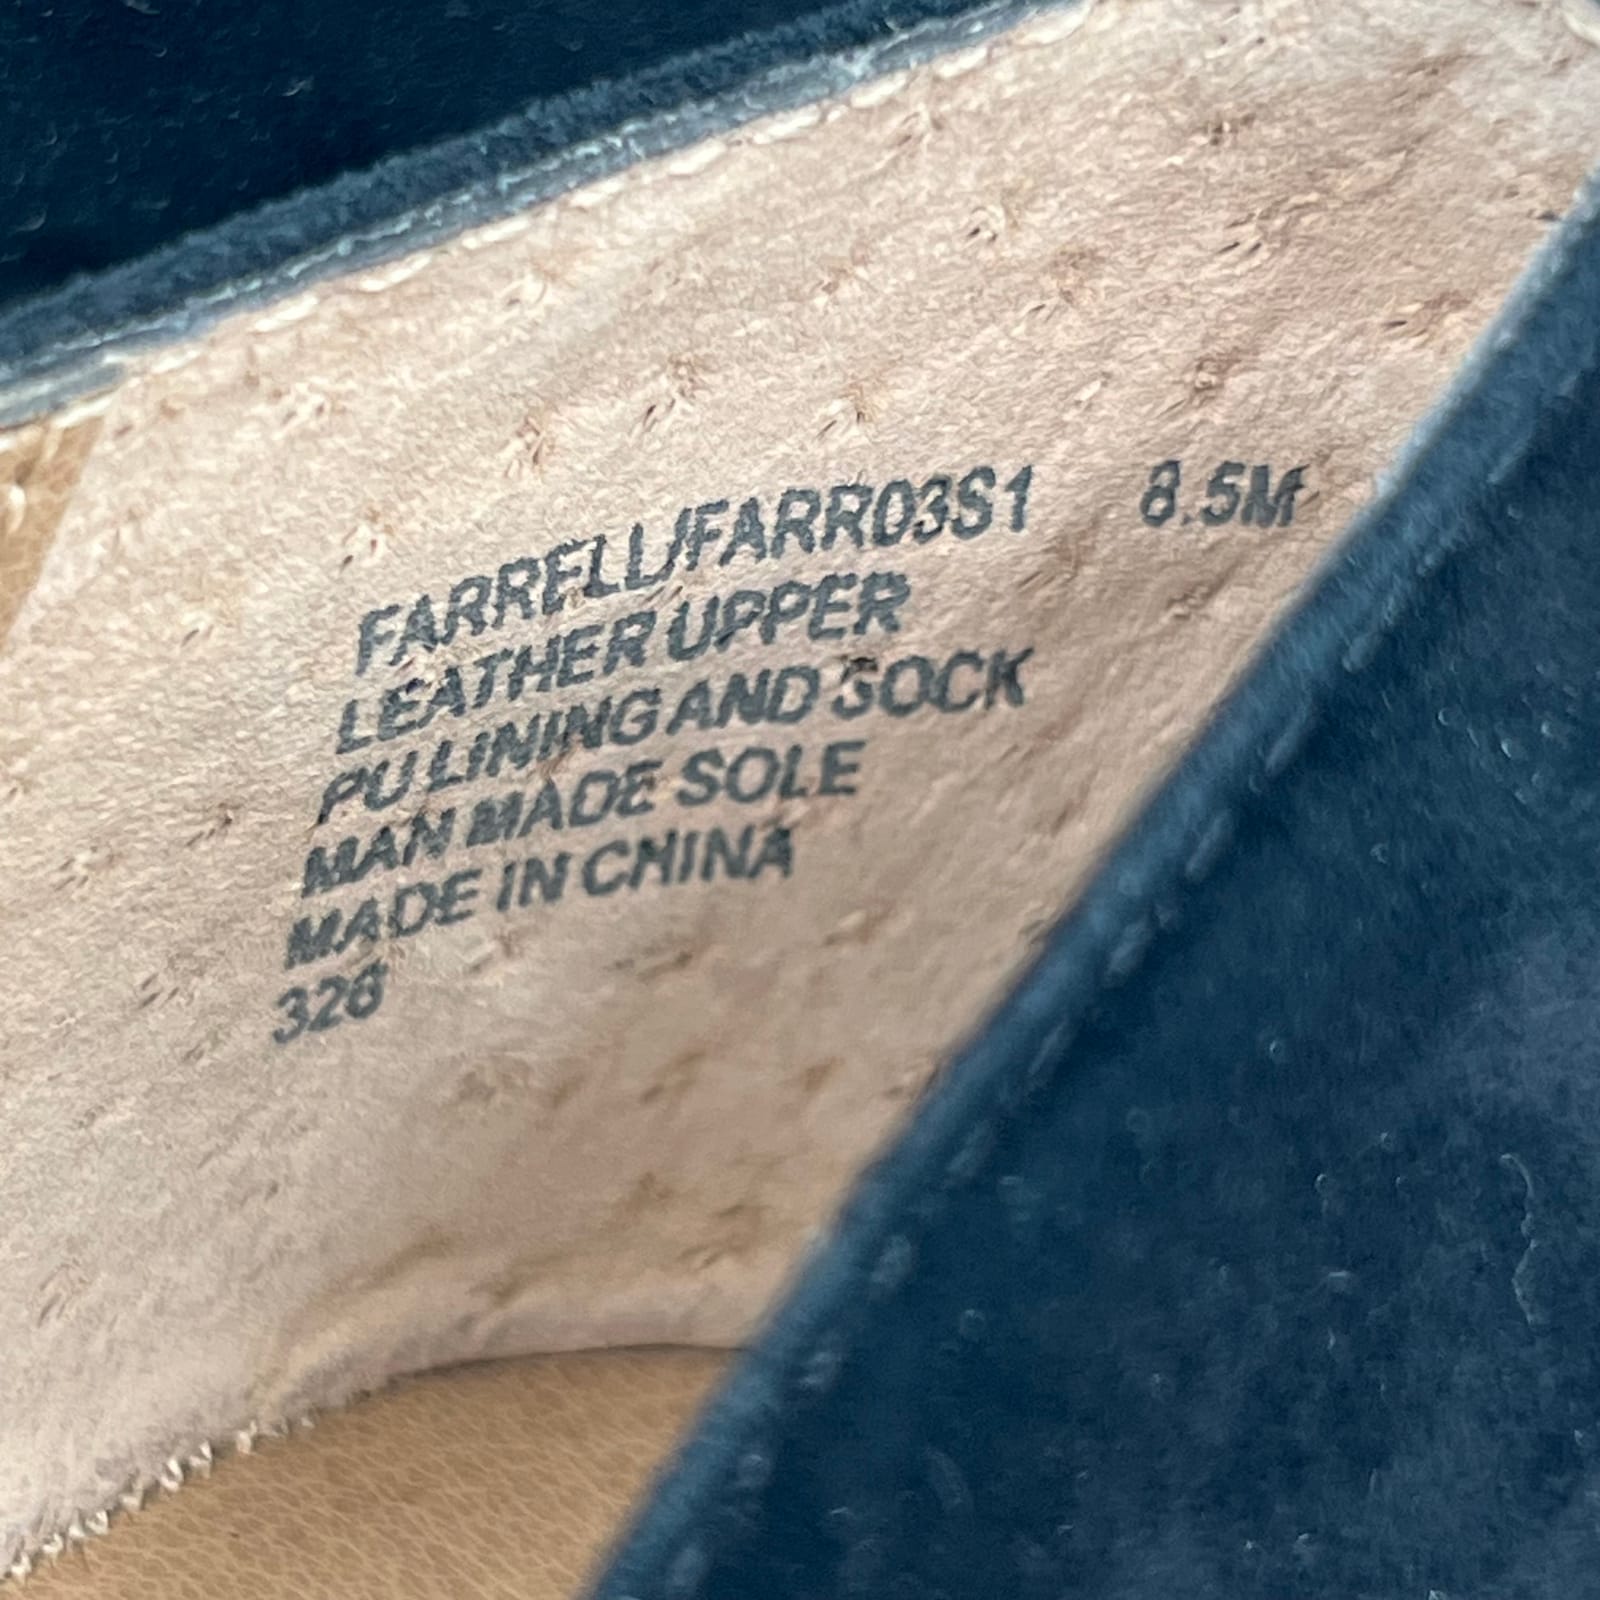 FARRELL/FARR03S1 8.5M
LEATHER UPPER
PU LINING AND SOCK
MAN MADE SOLE
MADE IN CHINA
328